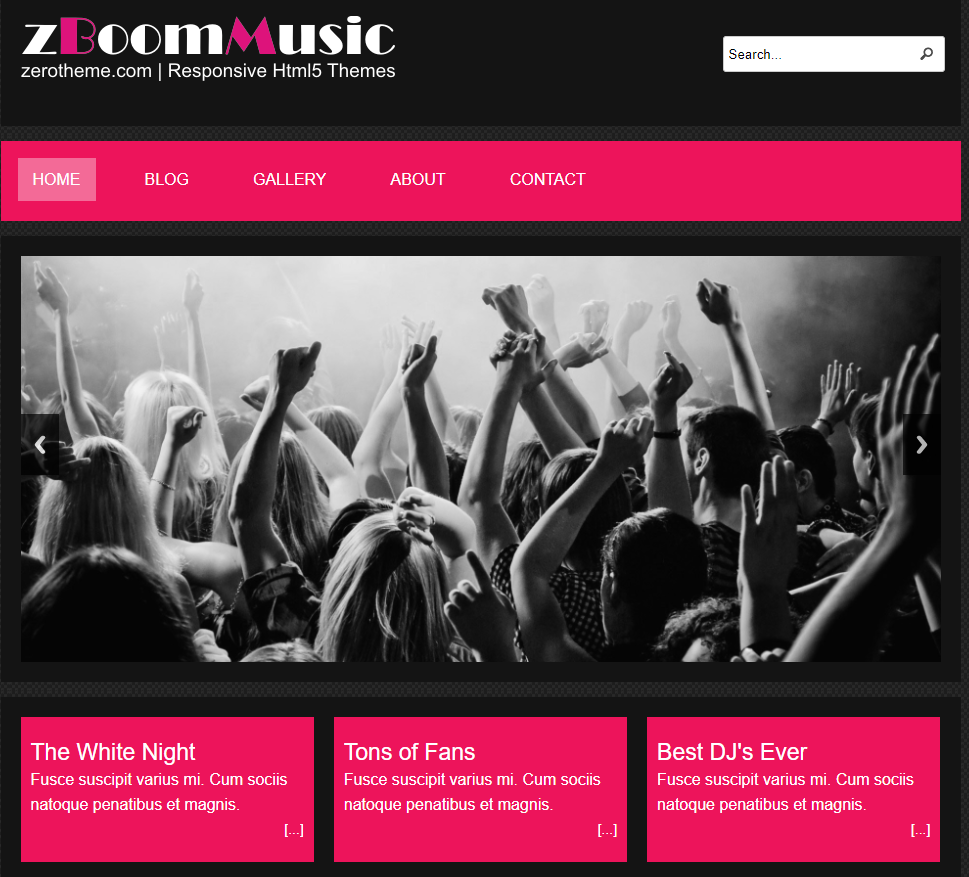 zBoomMusic
zerotheme.com | Responsive Html5 Themes
Search...
HOME BLOG GALLERY ABOUT CONTACT
The White Night
Fusce suscipit varius mi. Cum sociis
natoque penatibus et magnis.
[...]
Tons of Fans
Fusce suscipit varius mi. Cum sociis
natoque penatibus et magnis.
[...]
Best DJ's Ever
Fusce suscipit varius mi. Cum sociis
natoque penatibus et magnis.
[...]